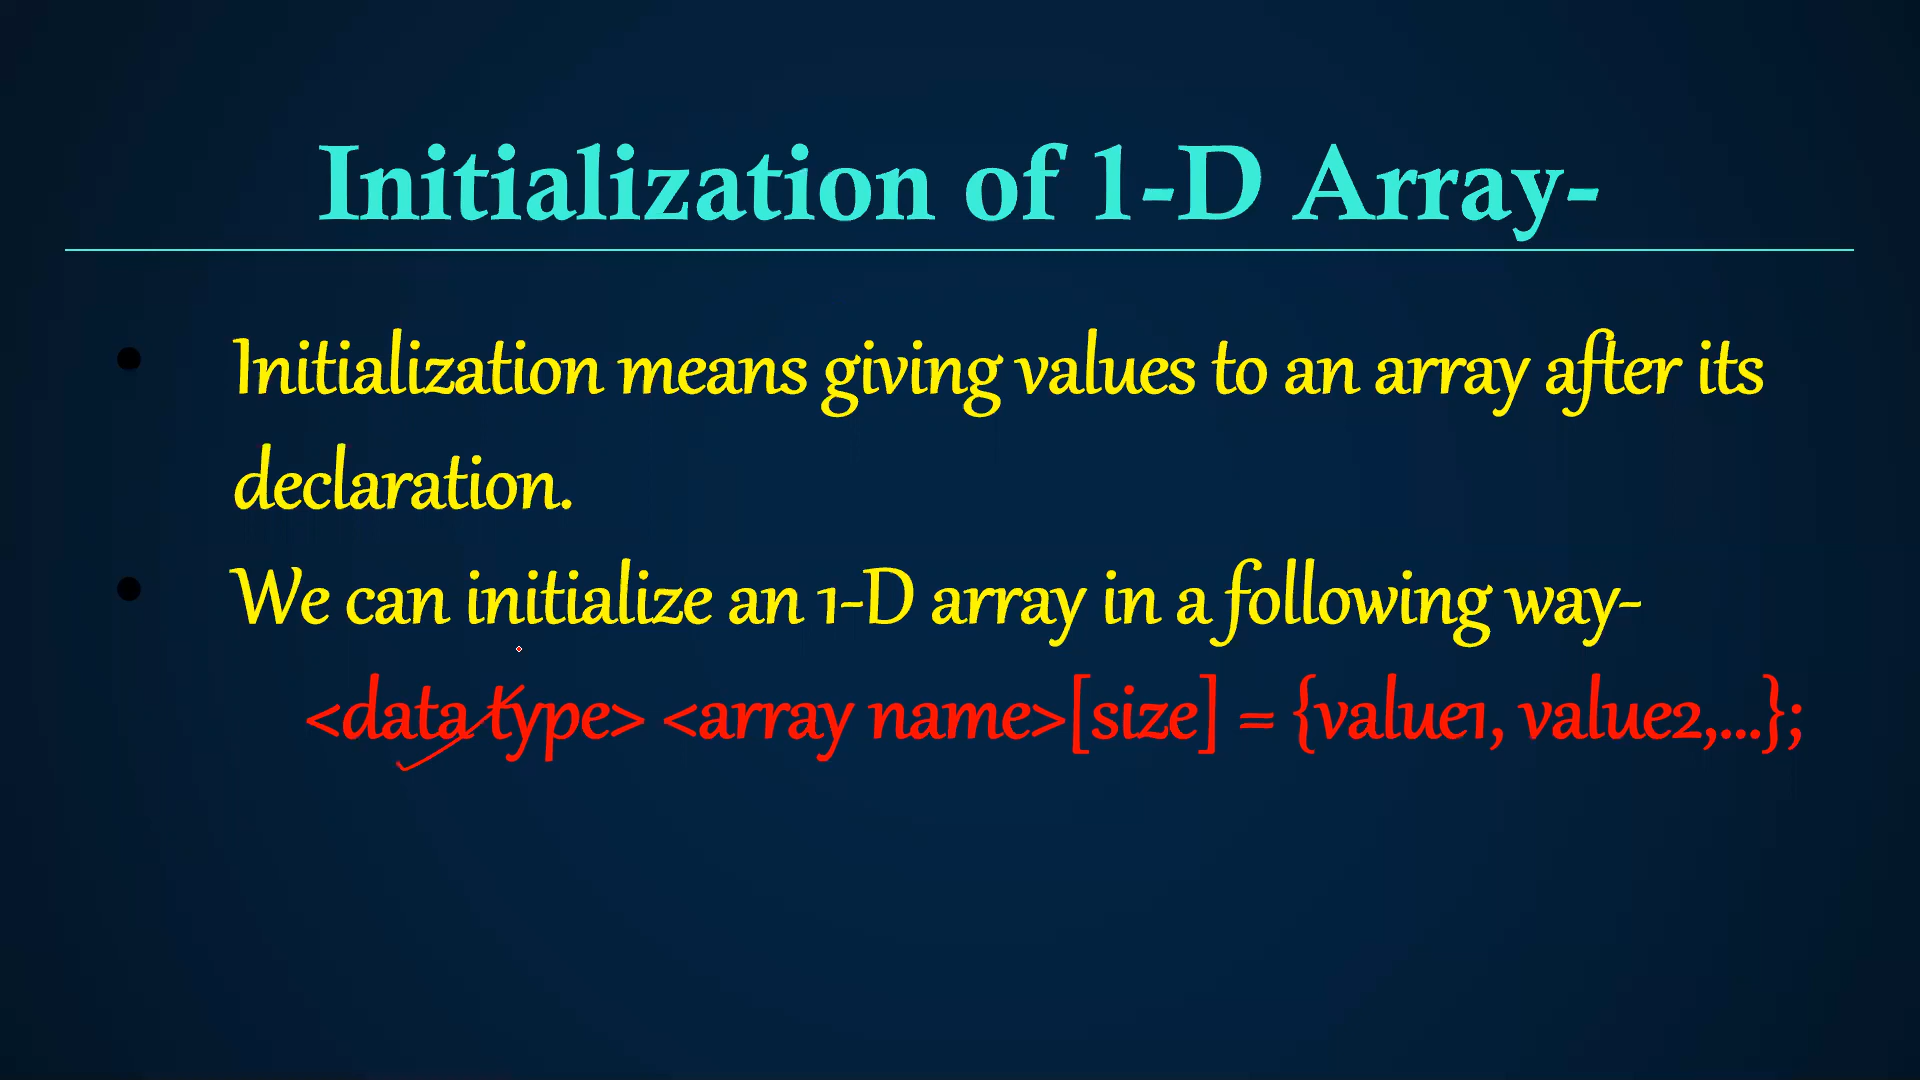 Initialization of 1-D Array-
Initialization means giving values to an array after its
declaration.
We can initialize an 1-D array in a following way-
<data type> <array name>[size] = {value1, value2,...};